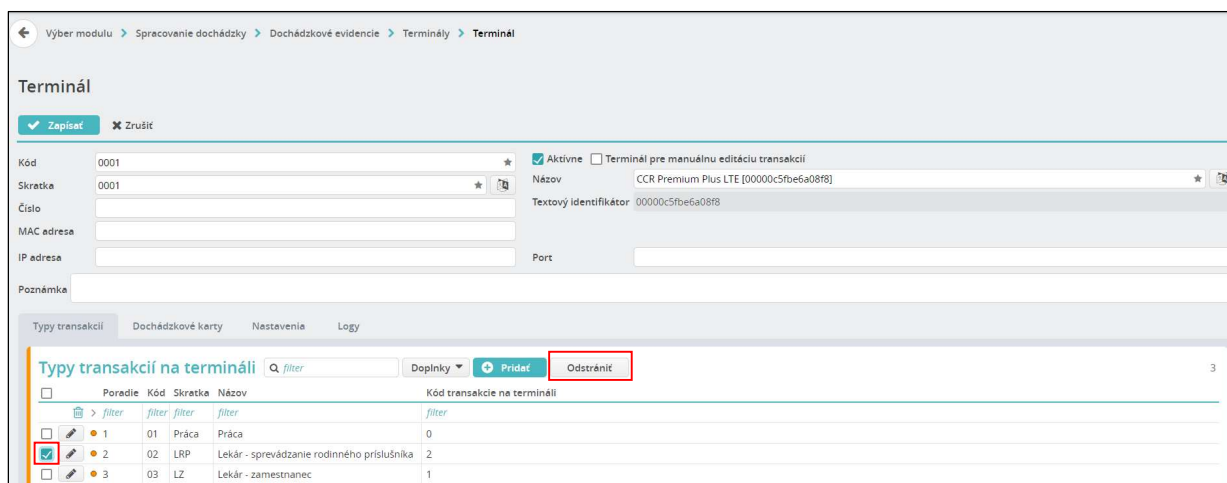 Výber modulu > Spracovanie dochádzky > Dochádzkové evidencie > Terminály > Terminál
Terminál
Zapísať Zrušiť
Kód 0001 Aktívne Terminál pre manuálnu editáciu transakcií
Skratka 0001 Názov CCR Premium Plus LTE [00000c5fbe6a08f8]
Číslo Textový identifikátor 00000c5fbe6a08f8
MAC adresa
IP adresa Port
Poznámka
Typy transakcií Dochádzkové karty Nastavenia Logy
Typy transakcií na termináli filter Doplnky Pridať Odstrániť 3
Poradie Kód Skratka Názov Kód transakcie na termináli
> filter filter filter filter filter
1 01 Práca Práca 0
2 02 LRP Lekár - sprevádzanie rodinného príslušníka 2
3 03 LZ Lekár - zamestnanec 1